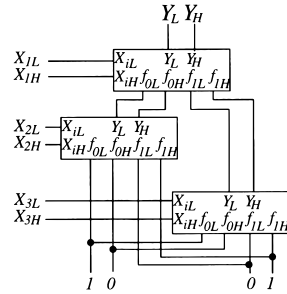 Y_L Y_H
X_1L X_iL Y_L Y_H
X_1H X_iH f_0L f_0H f_1L f_1H
X_2L X_iL Y_L Y_H
X_2H X_iH f_0L f_0H f_1L f_1H
X_3L X_iL Y_L Y_H
X_3H X_iH f_0L f_0H f_1L f_1H
1 0 0 1